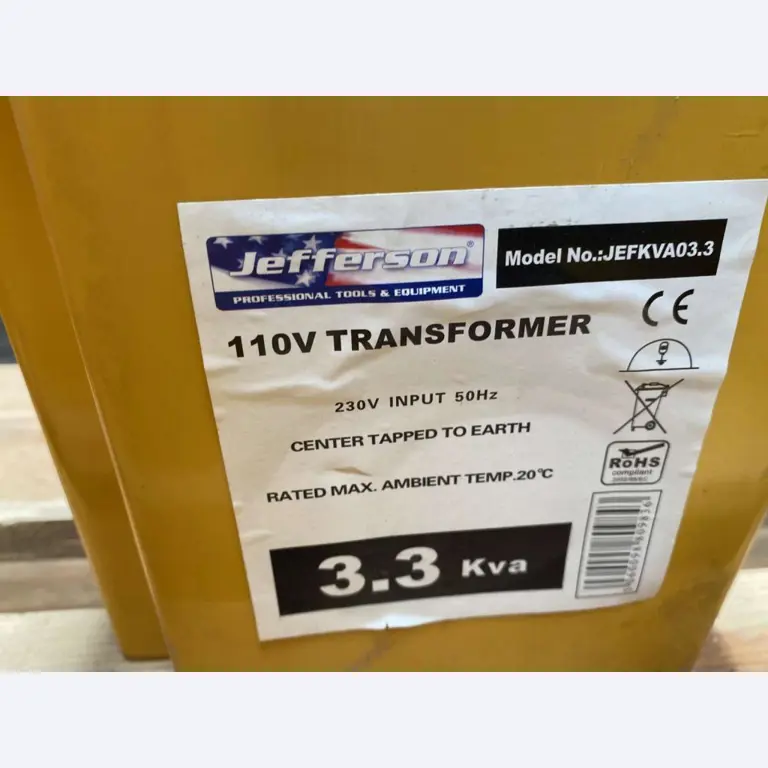 Jefferson®
PROFESSIONAL TOOLS & EQUIPMENT
Model No.:JEFKVA03.3
110V TRANSFORMER
CE
230V INPUT 50Hz
CENTER TAPPED TO EARTH
RATED MAX. AMBIENT TEMP.20°C
RoHS
compliant
3.3 Kva